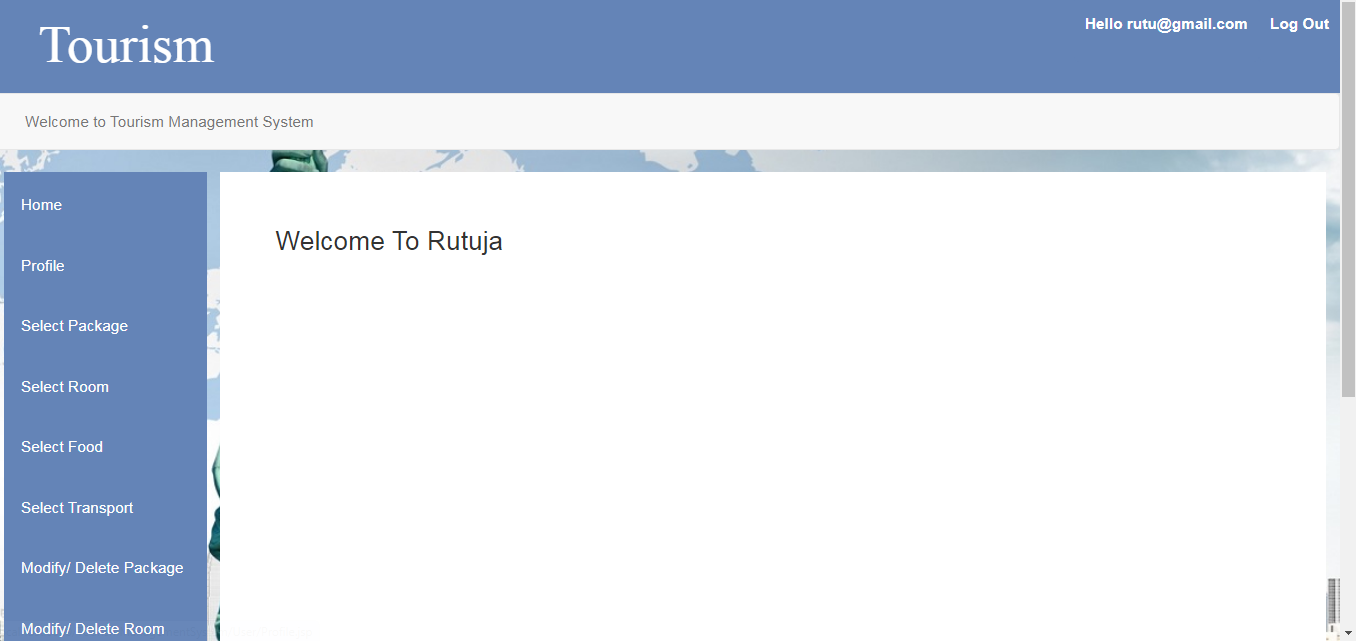 Tourism
Hello rutu@gmail.com Log Out
Welcome to Tourism Management System
Home
Profile
Select Package
Select Room
Select Food
Select Transport
Modify/ Delete Package
Modify/ Delete Room
Welcome To Rutuja